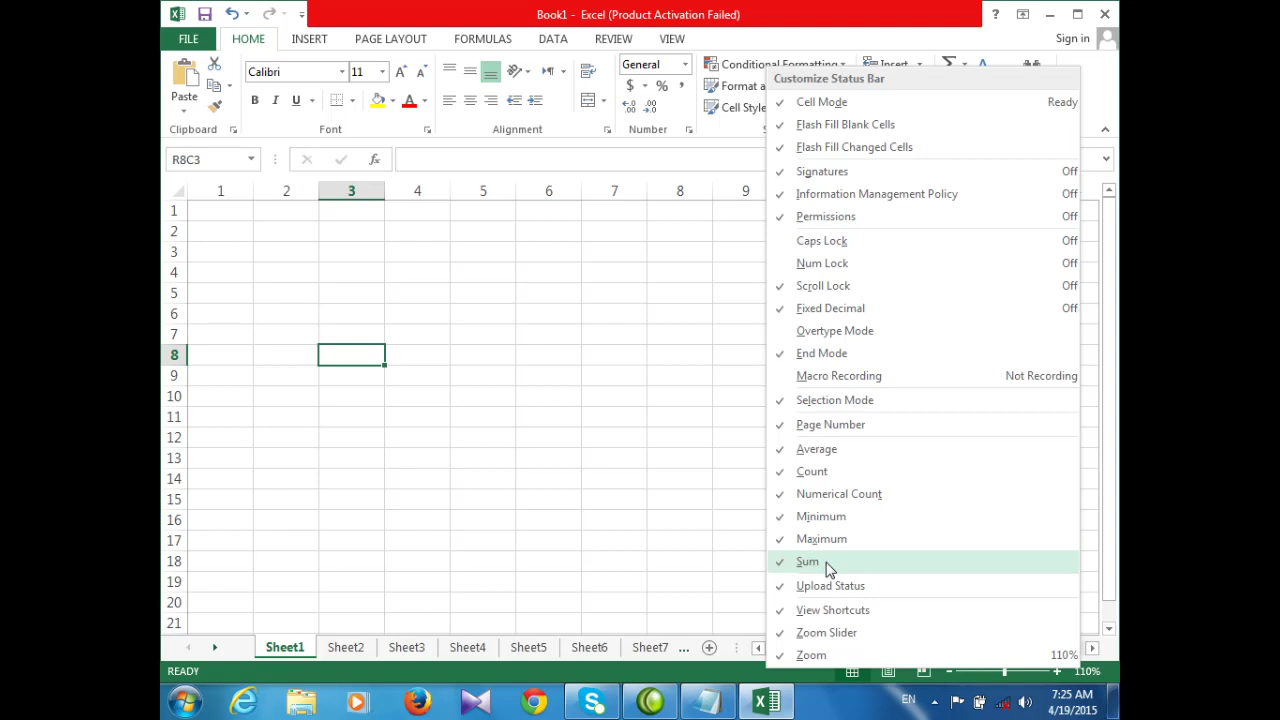 Book1 - Excel (Product Activation Failed)
FILE HOME INSERT PAGE LAYOUT FORMULAS DATA REVIEW VIEW Sign in
Calibri 11 General Conditional Formatting Insert
Paste Format a
Cell Style
Clipboard Font Alignment Number
R8C3 fx
1 2 3 4 5 6 7 8 9
1
2
3
4
5
6
7
8
9
10
11
12
13
14
15
16
17
18
19
20
21
Customize Status Bar
Cell Mode Ready
Flash Fill Blank Cells
Flash Fill Changed Cells
Signatures Off
Information Management Policy Off
Permissions Off
Caps Lock Off
Num Lock Off
Scroll Lock Off
Fixed Decimal Off
Overtype Mode
End Mode
Macro Recording Not Recording
Selection Mode
Page Number
Average
Count
Numerical Count
Minimum
Maximum
Sum
Upload Status
View Shortcuts
Zoom Slider
Zoom 110%
Sheet1 Sheet2 Sheet3 Sheet4 Sheet5 Sheet6 Sheet7 ...
READY 110%
EN 7:25 AM
4/19/2015